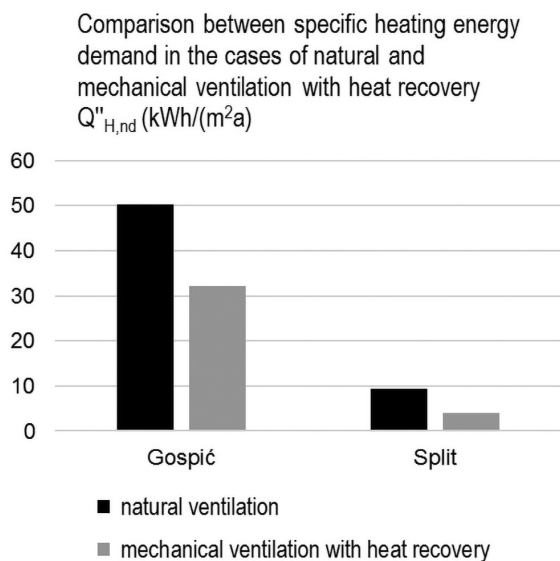 Comparison between specific heating energy
demand in the cases of natural and
mechanical ventilation with heat recovery
Q"H,nd (kWh/(m²a)
60
50
40
30
20
10
0
Gospić Split
natural ventilation
mechanical ventilation with heat recovery